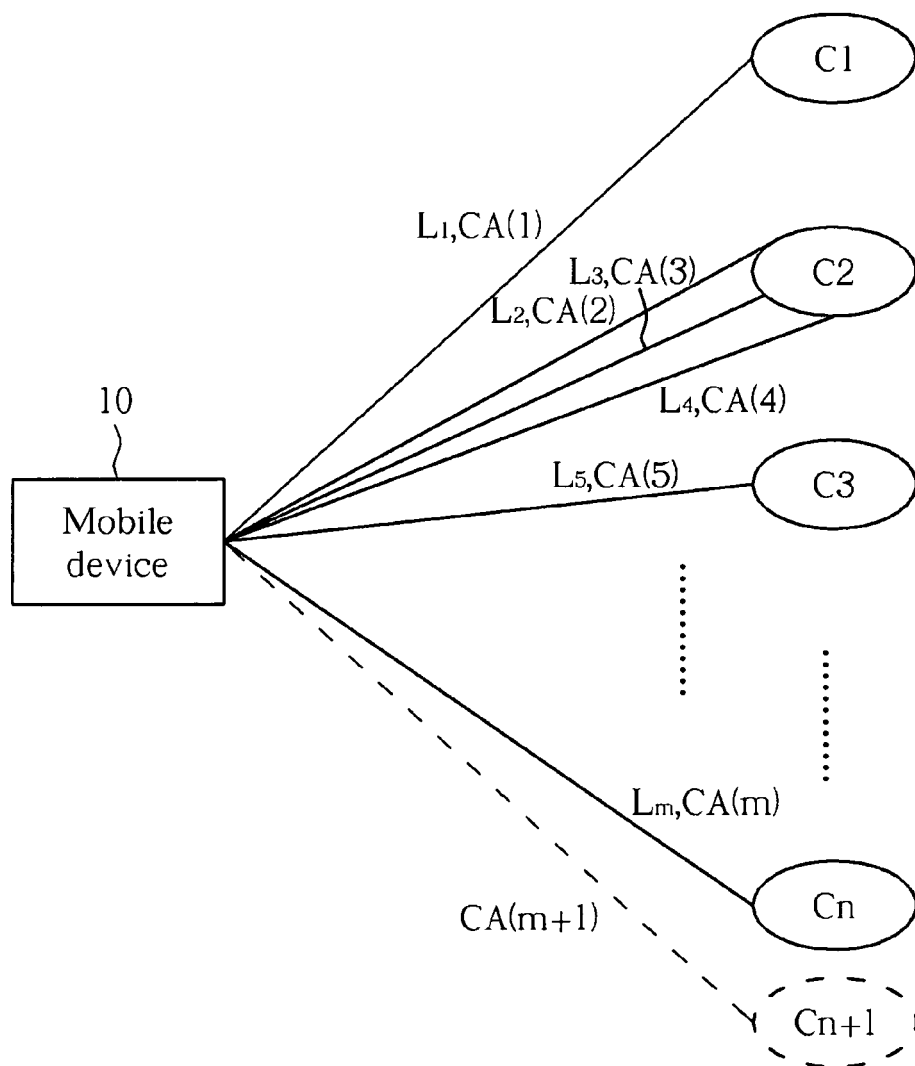 C1
L1,CA(1)
C2
L3,CA(3)
L2,CA(2)
L4,CA(4)
10
Mobile
device
L5,CA(5)
C3
Lm,CA(m)
Cn
CA(m+1)
Cn+1